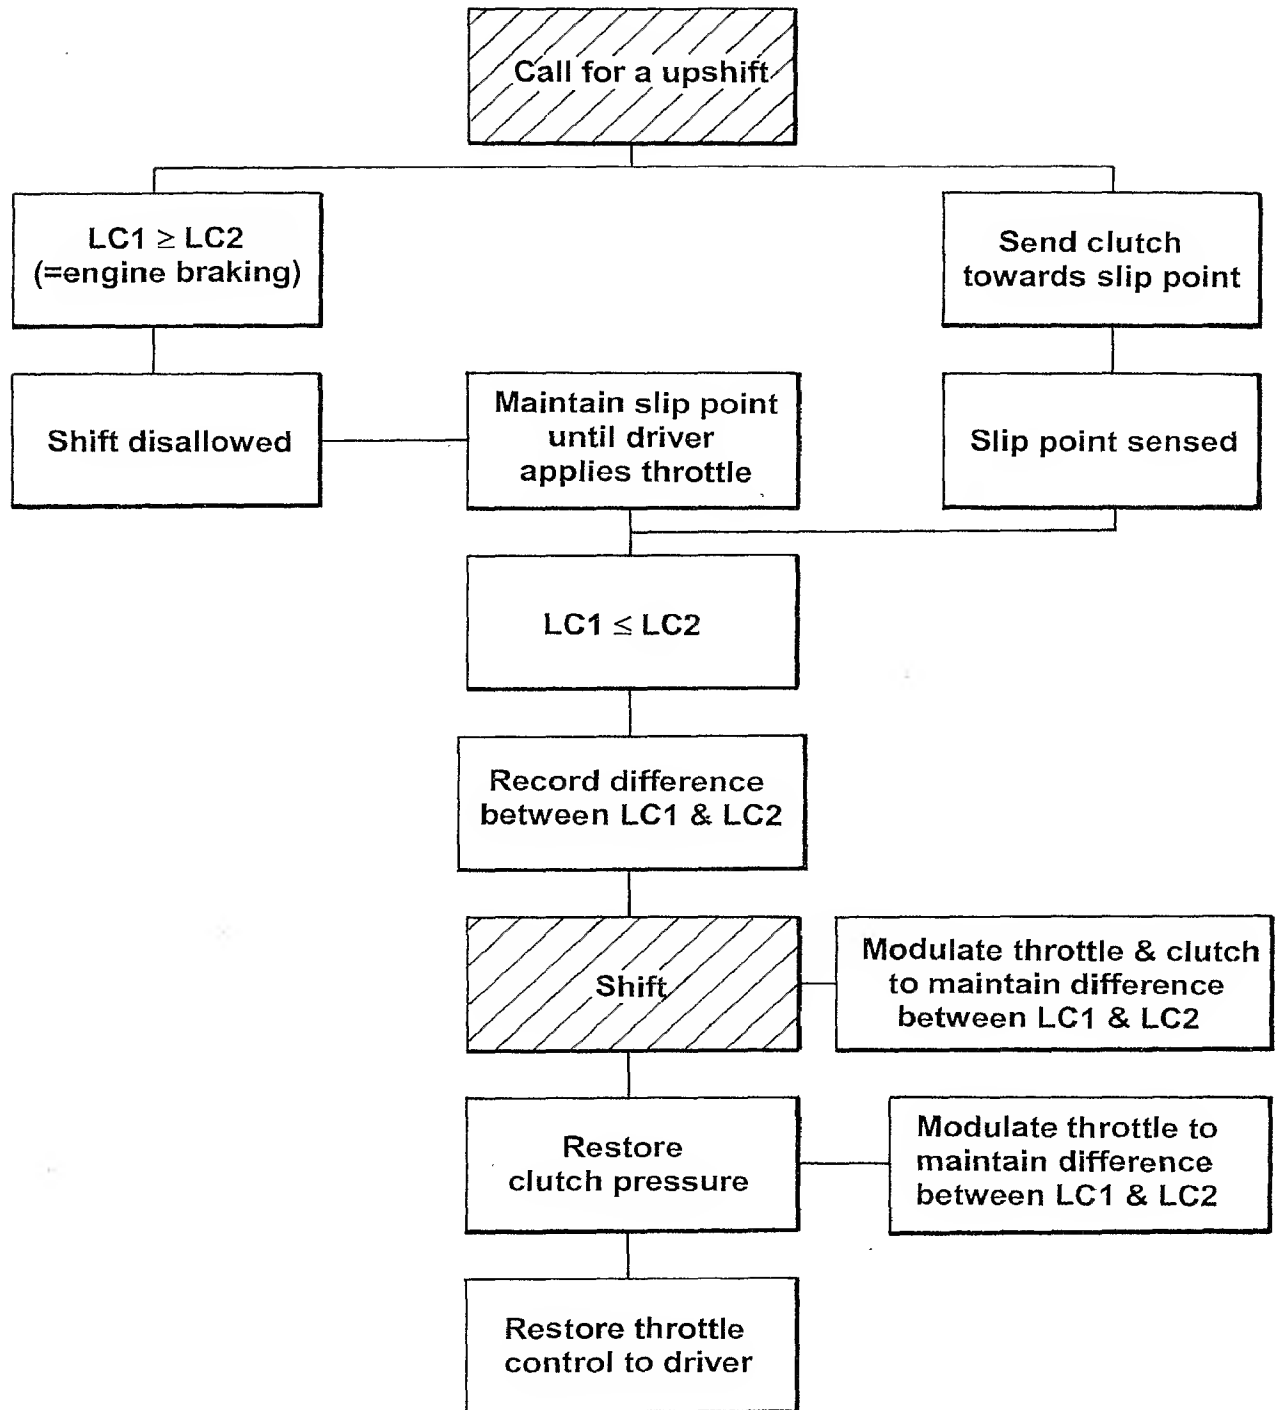 Call for a upshift
LC1 ≥ LC2
(=engine braking)
Send clutch
towards slip point
Shift disallowed
Maintain slip point
until driver
applies throttle
Slip point sensed
LC1 ≤ LC2
Record difference
between LC1 & LC2
Shift
Modulate throttle & clutch
to maintain difference
between LC1 & LC2
Restore
clutch pressure
Modulate throttle to
maintain difference
between LC1 & LC2
Restore throttle
control to driver